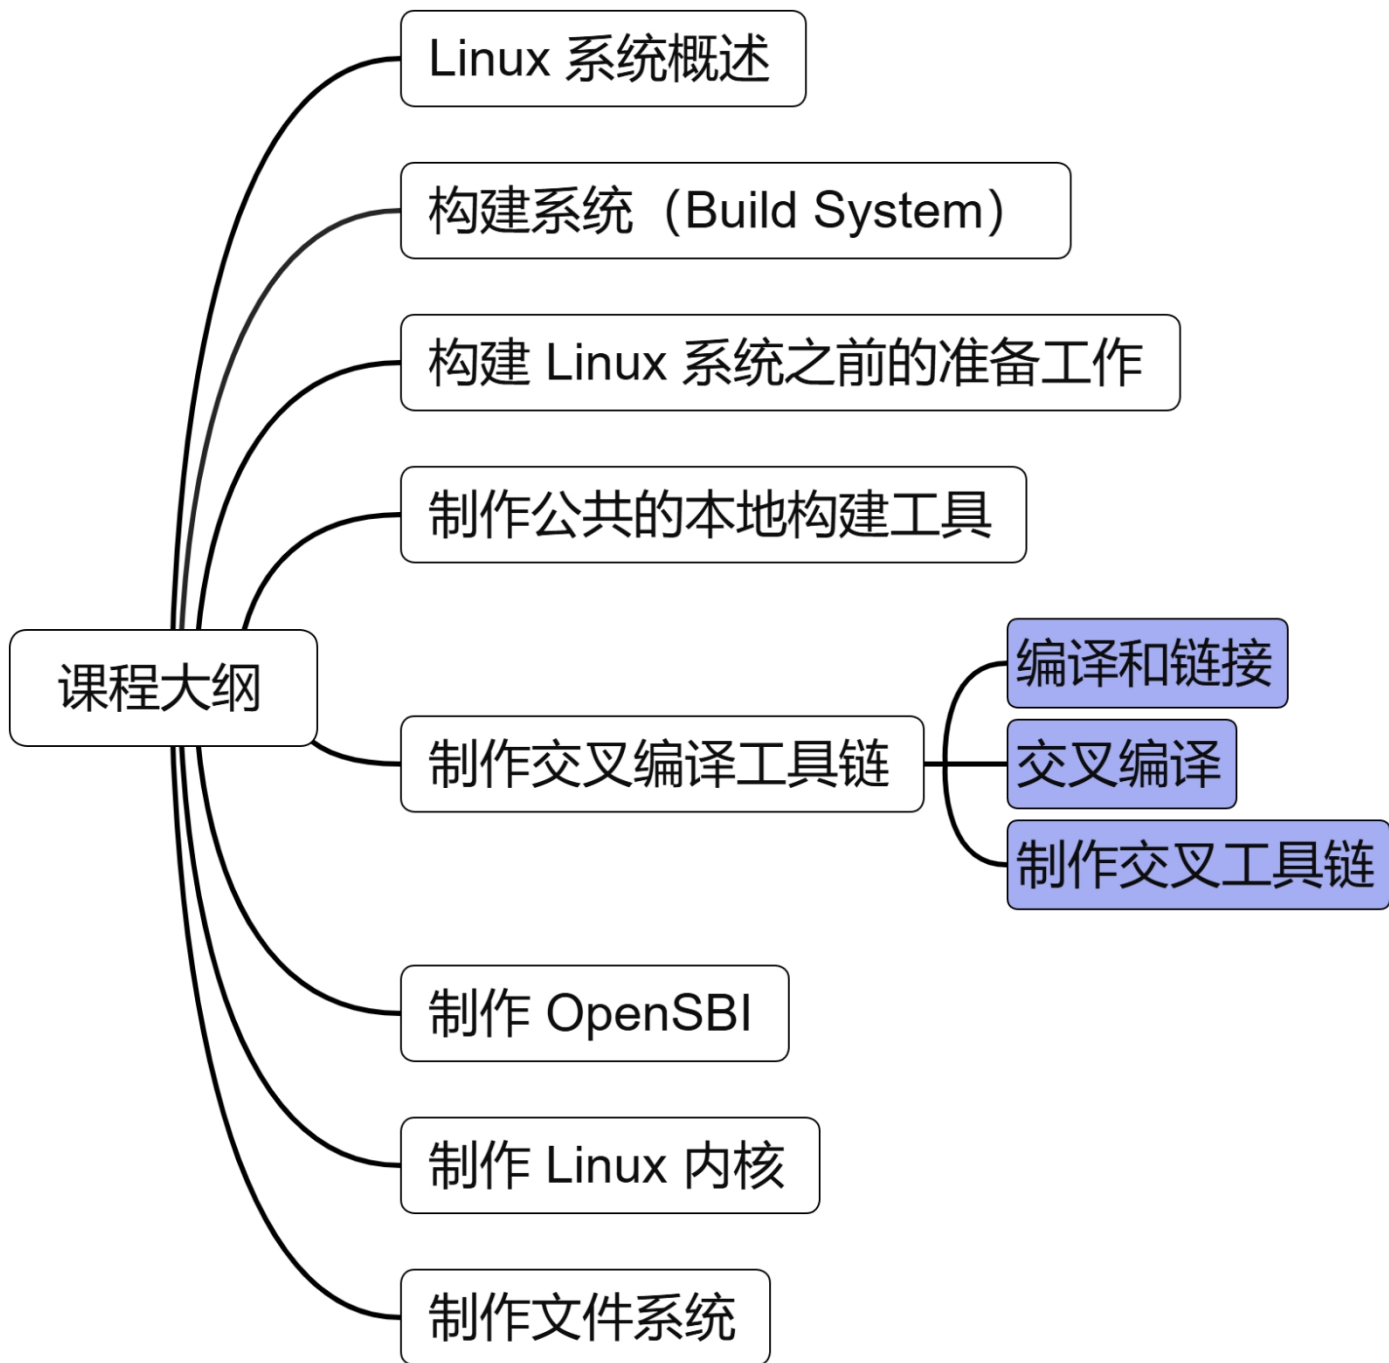 Linux 系统概述
构建系统（Build System）
构建 Linux 系统之前的准备工作
制作公共的本地构建工具
课程大纲
制作交叉编译工具链
编译和链接
交叉编译
制作交叉工具链
制作 OpenSBI
制作 Linux 内核
制作文件系统